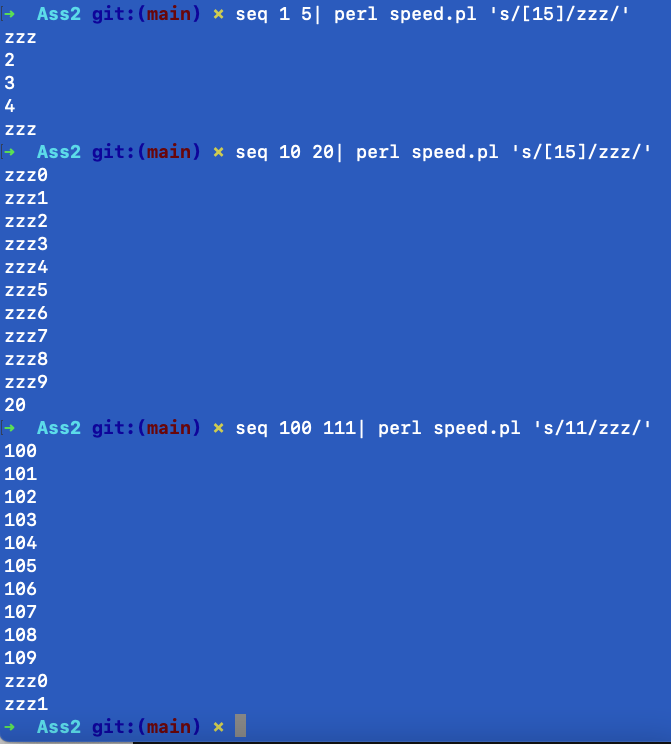 → Ass2 git:(main) × seq 1 5| perl speed.pl 's/[15]/zzz/'
zzz
2
3
4
zzz
→ Ass2 git:(main) × seq 10 20| perl speed.pl 's/[15]/zzz/'
zzz0
zzz1
zzz2
zzz3
zzz4
zzz5
zzz6
zzz7
zzz8
zzz9
20
→ Ass2 git:(main) × seq 100 111| perl speed.pl 's/11/zzz/'
100
101
102
103
104
105
106
107
108
109
zzz0
zzz1
→ Ass2 git:(main) ×